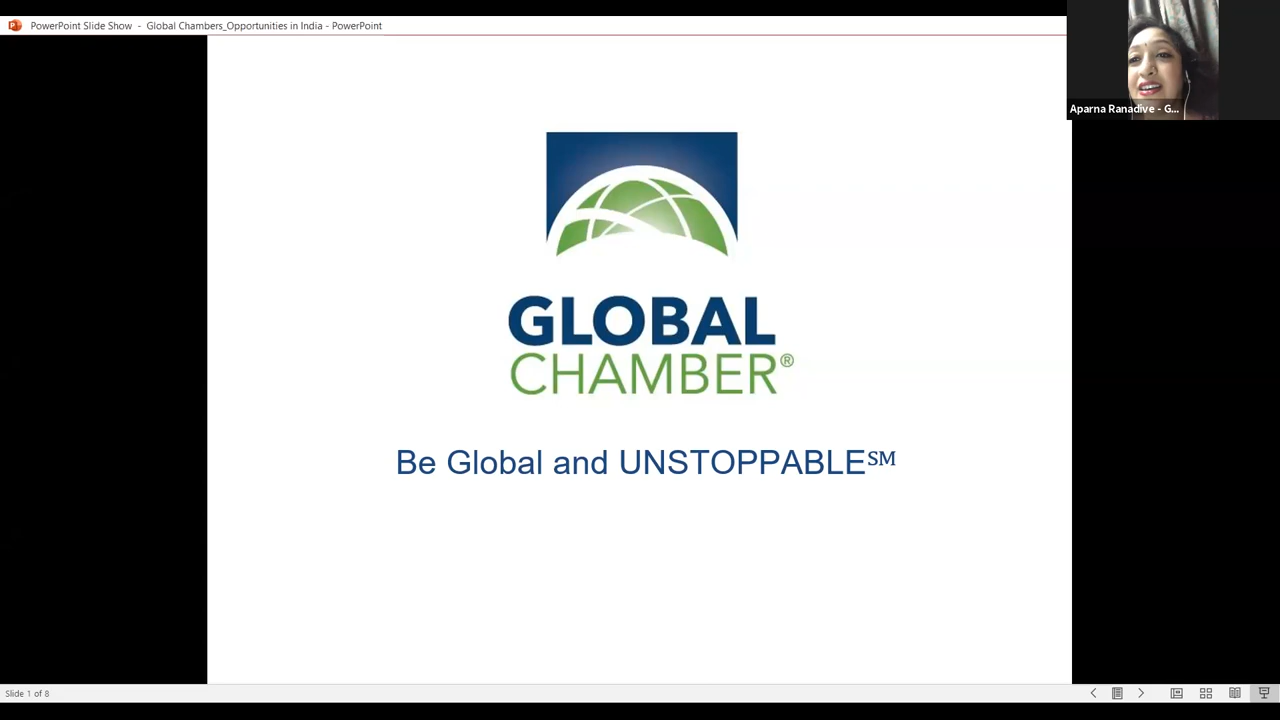 PowerPoint Slide Show - Global Chambers_Opportunities in India - PowerPoint
Aparna Ranadive - G...
GLOBAL
CHAMBER®
Be Global and UNSTOPPABLE℠
Slide 1 of 8